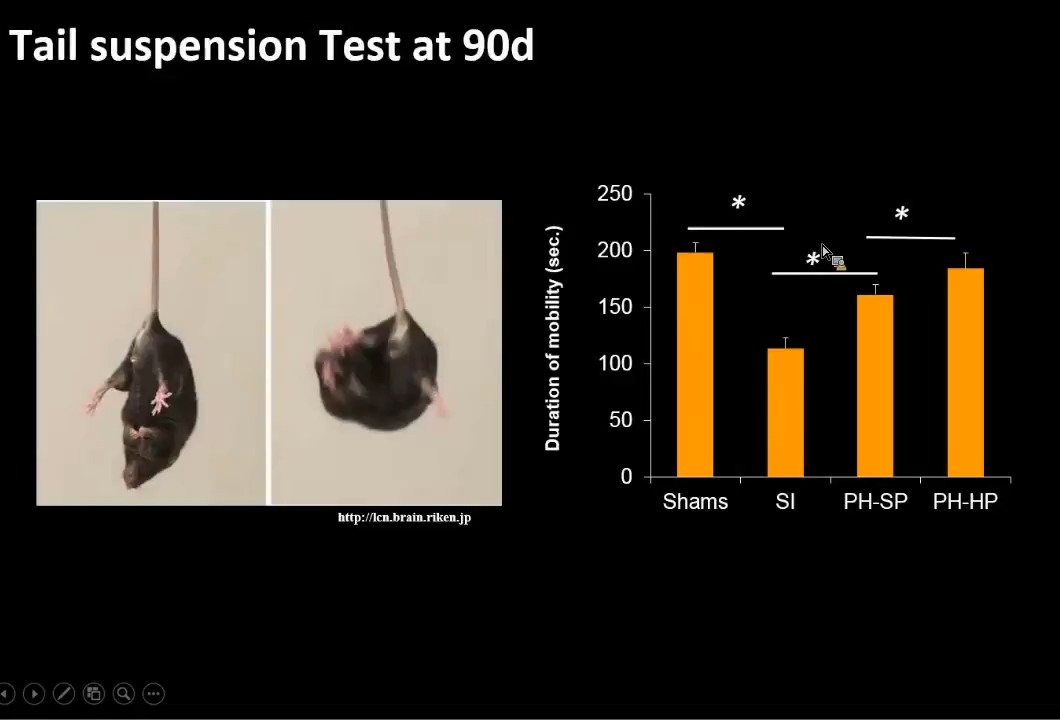 Tail suspension Test at 90d
http://lcn.brain.riken.jp
Duration of mobility (sec.)
250
200
150
100
50
0
*
*
*
Shams SI PH-SP PH-HP